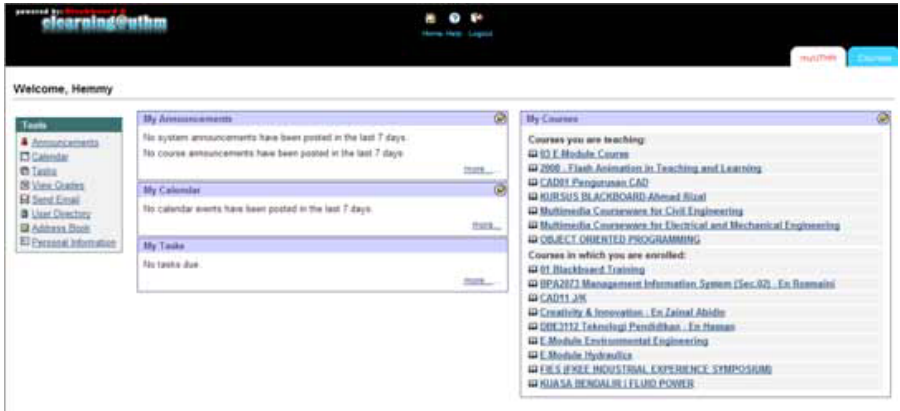 powered by: Blackboard
elearning@uthm
Home Help Logout
myUTHM Courses
Welcome, Hemmy
Tools
Announcements
Calendar
Tasks
View Grades
Send Email
User Directory
Address Book
Personal Information
My Announcements
No system announcements have been posted in the last 7 days.
No course announcements have been posted in the last 7 days
more...
My Calendar
No calendar events have been posted in the last 7 days.
more...
My Tasks
No tasks due.
more...
My Courses
Courses you are teaching:
03 E-Module Course
2008 - Flash Animation in Teaching and Learning
CAD01 Pengurusan CAD
KURSUS BLACKBOARD-Ahmad Rizal
Multimedia Courseware for Civil Engineering
Multimedia Courseware for Electrical and Mechanical Engineering
OBJECT ORIENTED PROGRAMMING
Courses in which you are enrolled:
01 Blackboard Training
BPA2073 Management Information System (Sec.02) - En Rosmaini
CAD11 J/K
Creativity & Innovation - En Zainal Abidin
DBE3112 Teknologi Pendidikan - En Hassan
E-Module Environmental Engineering
E-Module Hydraulics
FIES (FKEE INDUSTRIAL EXPERIENCE SYMPOSIUM)
KUASA BENDALIR | FLUID POWER